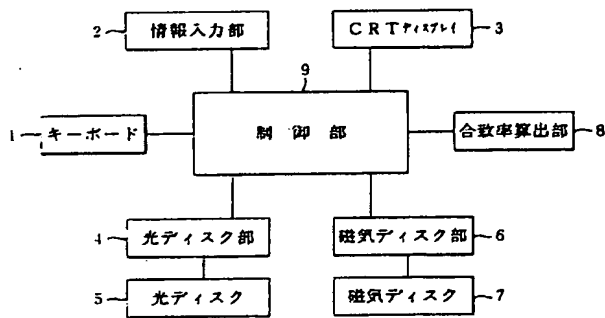 2 情報入力部
CRTディスプレイ 3
9
1 キーボード
制御部
合致率算出部 8
4 光ディスク部
磁気ディスク部 6
5 光ディスク
磁気ディスク 7